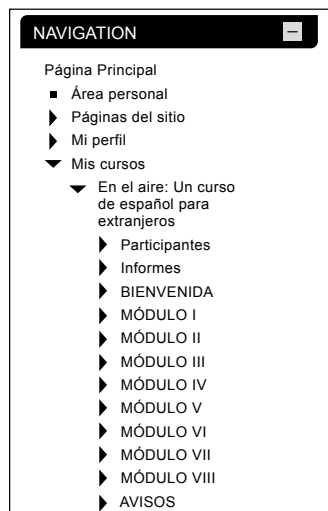 NAVIGATION
Página Principal
Área personal
Páginas del sitio
Mi perfil
Mis cursos
En el aire: Un curso
de español para
extranjeros
Participantes
Informes
BIENVENIDA
MÓDULO I
MÓDULO II
MÓDULO III
MÓDULO IV
MÓDULO V
MÓDULO VI
MÓDULO VII
MÓDULO VIII
AVISOS